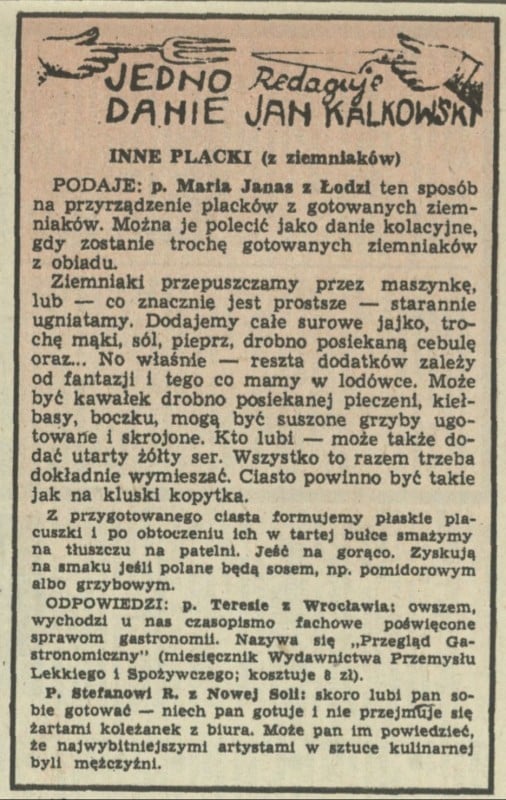 JEDNO Redaguje
DANIE JAN KALKOWSKI
INNE PLACKI (z ziemniaków)
PODAJE: p. Maria Janas z Łodzi ten sposób
na przyrządzenie placków z gotowanych ziem-
niaków. Można je polecić jako danie kolacyjne,
gdy zostanie trochę gotowanych ziemniaków
z obiadu.
Ziemniaki przepuszczamy przez maszynkę,
lub — co znacznie jest prostsze — starannie
ugniatamy. Dodajemy całe surowe jajko, tro-
chę mąki, sól, pieprz, drobno posiekaną cebulę
oraz... No właśnie — reszta dodatków zależy
od fantazji i tego co mamy w lodówce. Może
być kawałek drobno posiekanej pieczeni, kieł-
basy, boczku, mogą być suszone grzyby ugo-
towane i skrojone. Kto lubi — może także do-
dać utarty żółty ser. Wszystko to razem trzeba
dokładnie wymieszać. Ciasto powinno być takie
jak na kluski kopytka.
Z przygotowanego ciasta formujemy płaskie pla-
cuszki i po obtoczeniu ich w tartej bułce smażymy
na tłuszczu na patelni. Jeść na gorąco. Zyskują
na smaku jeśli polane będą sosem, np. pomidorowym
albo grzybowym.
ODPOWIEDZI: p. Teresie z Wrocławia: owszem,
wychodzi u nas czasopismo fachowe poświęcone
sprawom gastronomii. Nazywa się „Przegląd Ga-
stronomiczny" (miesięcznik Wydawnictwa Przemysłu
Lekkiego i Spożywczego; kosztuje 8 zł).
P. Stefanowi R. z Nowej Soli: skoro lubi pan so-
bie gotować — niech pan gotuje i nie przejmuje się
żartami koleżanek z biura. Może pan im powiedzieć,
że najwybitniejszymi artystami w sztuce kulinarnej
byli mężczyźni.